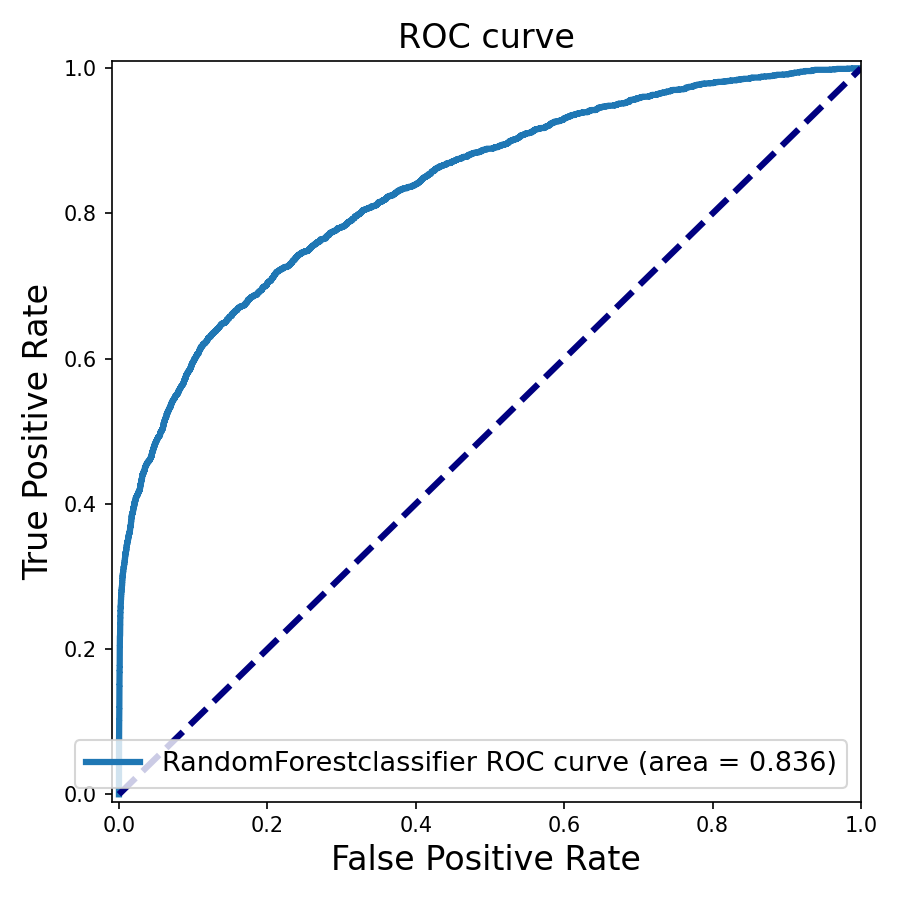 ROC curve
1.0
0.8
0.6
0.4
0.2
0.0
True Positive Rate
RandomForestclassifier ROC curve (area = 0.836)
0.0 0.2 0.4 0.6 0.8 1.0
False Positive Rate